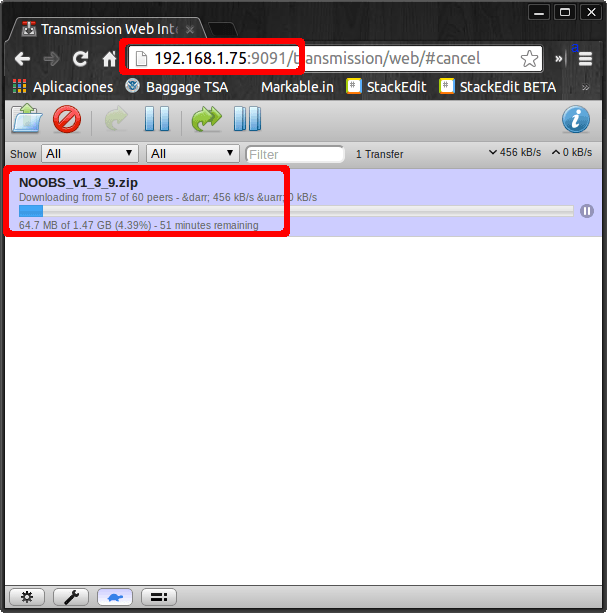 Transmission Web Int
192.168.1.75:9091/transmission/web/#cancel
»
Aplicaciones Baggage TSA Markable.in StackEdit StackEdit BETA »
Show All All Filter 1 Transfer 456 kB/s 0 kB/s
NOOBS_v1_3_9.zip
Downloading from 57 of 60 peers - &darr; 456 kB/s &uarr; 0 kB/s
64.7 MB of 1.47 GB (4.39%) - 51 minutes remaining